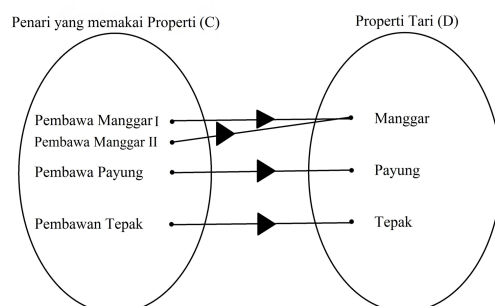 Penari yang memakai Properti (C)
Properti Tari (D)
Pembawa Manggar I
Manggar
Pembawa Manggar II
Pembawa Payung
Payung
Pembawan Tepak
Tepak